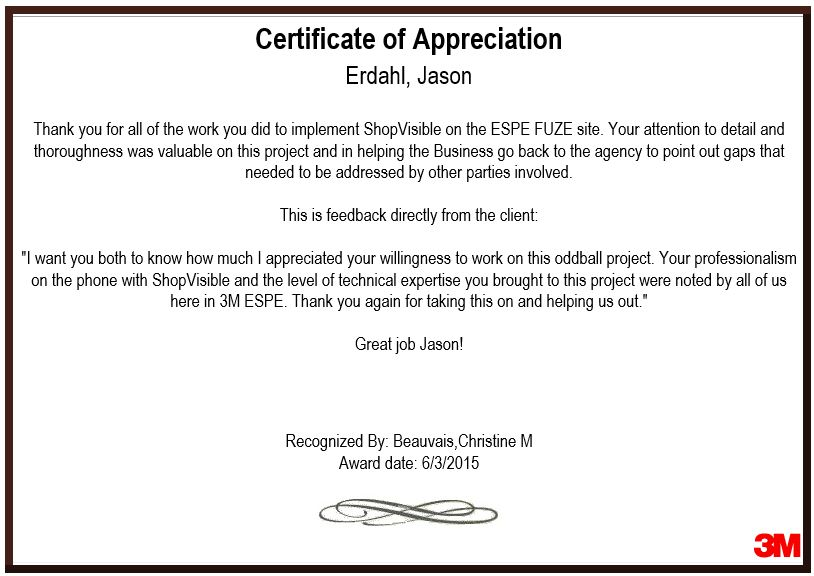 Certificate of Appreciation
Erdahl, Jason
Thank you for all of the work you did to implement ShopVisible on the ESPE FUZE site. Your attention to detail and
thoroughness was valuable on this project and in helping the Business go back to the agency to point out gaps that
needed to be addressed by other parties involved.
This is feedback directly from the client:
"I want you both to know how much I appreciated your willingness to work on this oddball project. Your professionalism
on the phone with ShopVisible and the level of technical expertise you brought to this project were noted by all of us
here in 3M ESPE. Thank you again for taking this on and helping us out."
Great job Jason!
Recognized By: Beauvais,Christine M
Award date: 6/3/2015
3M